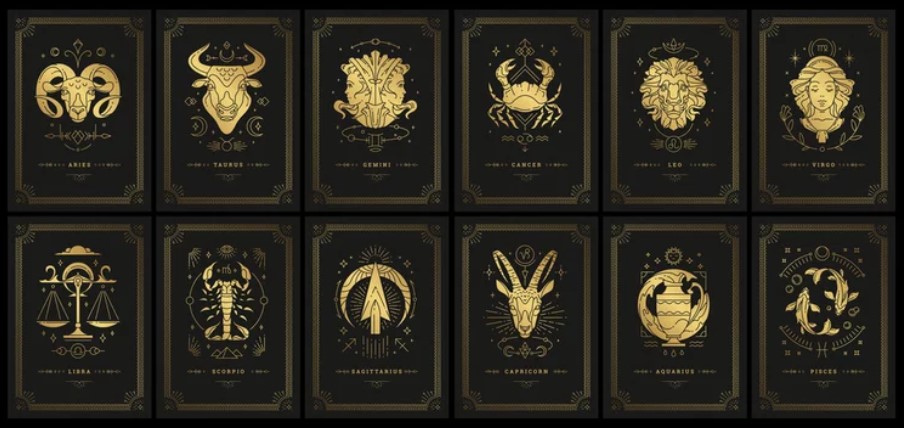 ARIES
TAURUS
GEMINI
CANCER
LEO
VIRGO
LIBRA
SCORPIO
SAGITTARIUS
CAPRICORN
AQUARIUS
PISCES